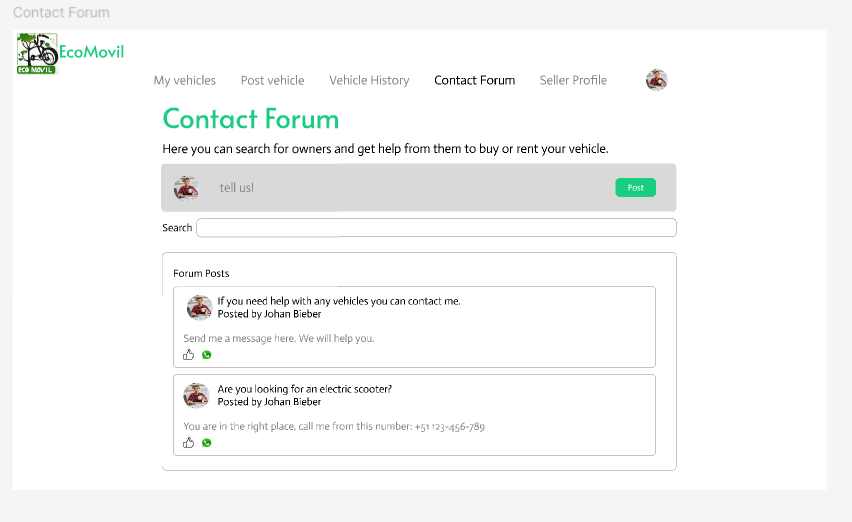 Contact Forum
ECO MOVIL
EcoMovil
My vehicles Post vehicle Vehicle History Contact Forum Seller Profile
Contact Forum
Here you can search for owners and get help from them to buy or rent your vehicle.
tell us!
Post
Search
Forum Posts
If you need help with any vehicles you can contact me.
Posted by Johan Bieber
Send me a message here. We will help you.
Are you looking for an electric scooter?
Posted by Johan Bieber
You are in the right place, call me from this number: +51 123-456-789